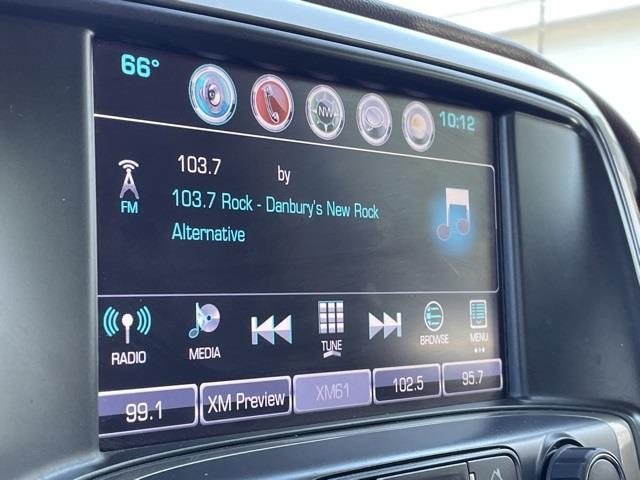 66°
NW
10:12
103.7
by
FM
103.7 Rock - Danbury's New Rock
Alternative
RADIO
MEDIA
TUNE
BROWSE
MENU
99.1
XM Preview
XM61
102.5
95.7